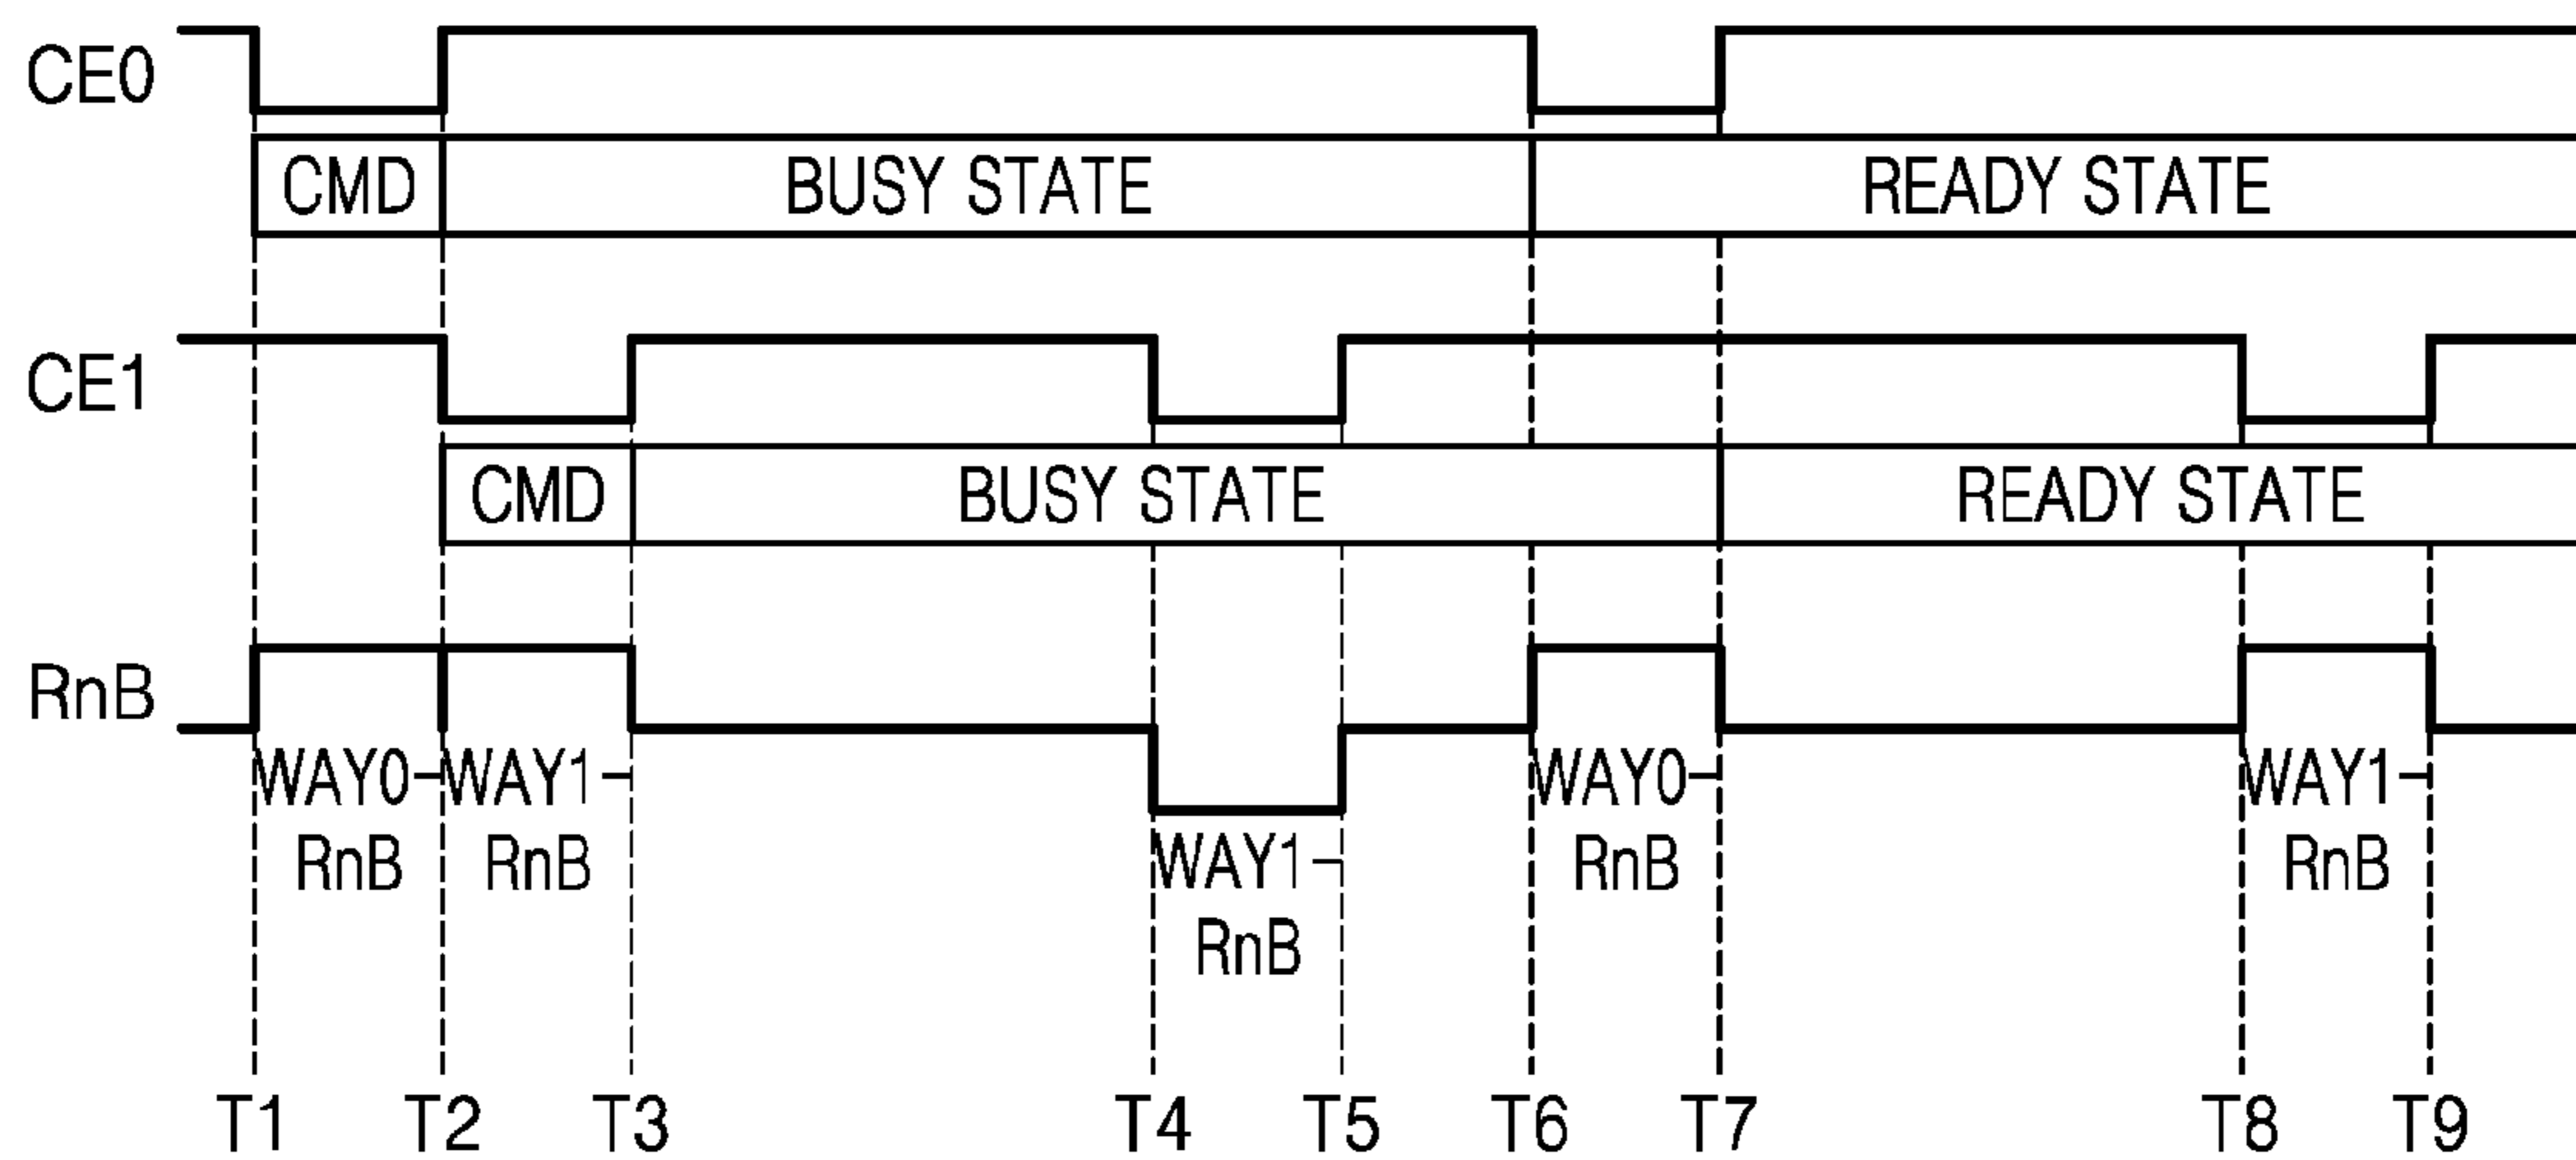 CE0
CMD BUSY STATE READY STATE
CE1
CMD BUSY STATE READY STATE
RnB
WAY0 WAY1 WAY0 WAY1
RnB RnB WAY1 RnB RnB
RnB
T1 T2 T3 T4 T5 T6 T7 T8 T9